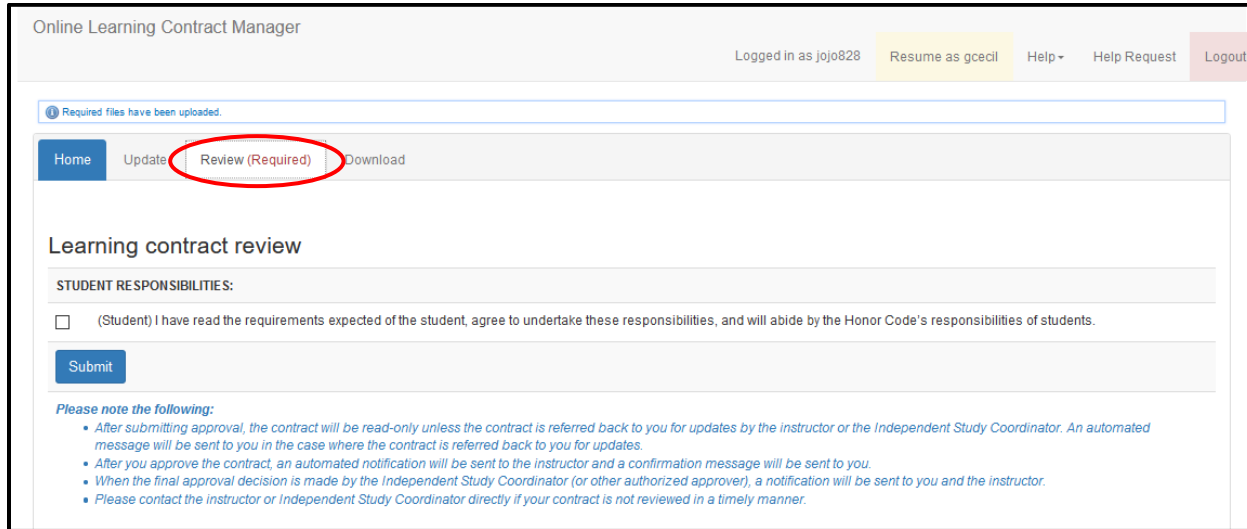 Online Learning Contract Manager
Logged in as jojo828 Resume as gcecil Help Help Request Logout
Required files have been uploaded.
Home Update Review (Required) Download
Learning contract review
STUDENT RESPONSIBILITIES:
(Student) I have read the requirements expected of the student, agree to undertake these responsibilities, and will abide by the Honor Code's responsibilities of students.
Submit
Please note the following:
• After submitting approval, the contract will be read-only unless the contract is referred back to you for updates by the instructor or the Independent Study Coordinator. An automated
message will be sent to you in the case where the contract is referred back to you for updates.
• After you approve the contract, an automated notification will be sent to the instructor and a confirmation message will be sent to you.
• When the final approval decision is made by the Independent Study Coordinator (or other authorized approver), a notification will be sent to you and the instructor.
• Please contact the instructor or Independent Study Coordinator directly if your contract is not reviewed in a timely manner.